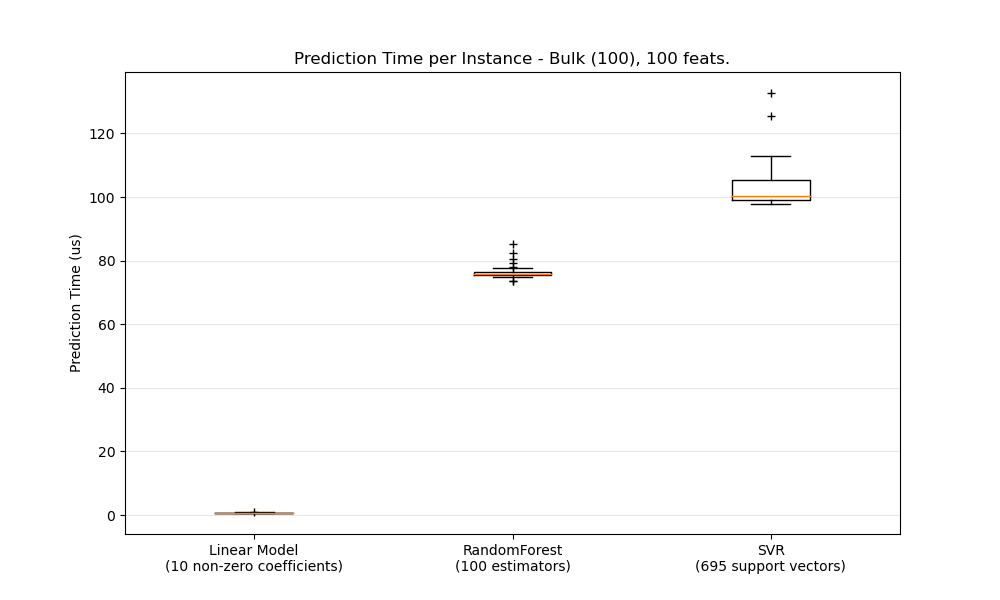 Prediction Time per Instance - Bulk (100), 100 feats.
Prediction Time (us)
120
100
80
60
40
20
0
Linear Model
(10 non-zero coefficients)
RandomForest
(100 estimators)
SVR
(695 support vectors)